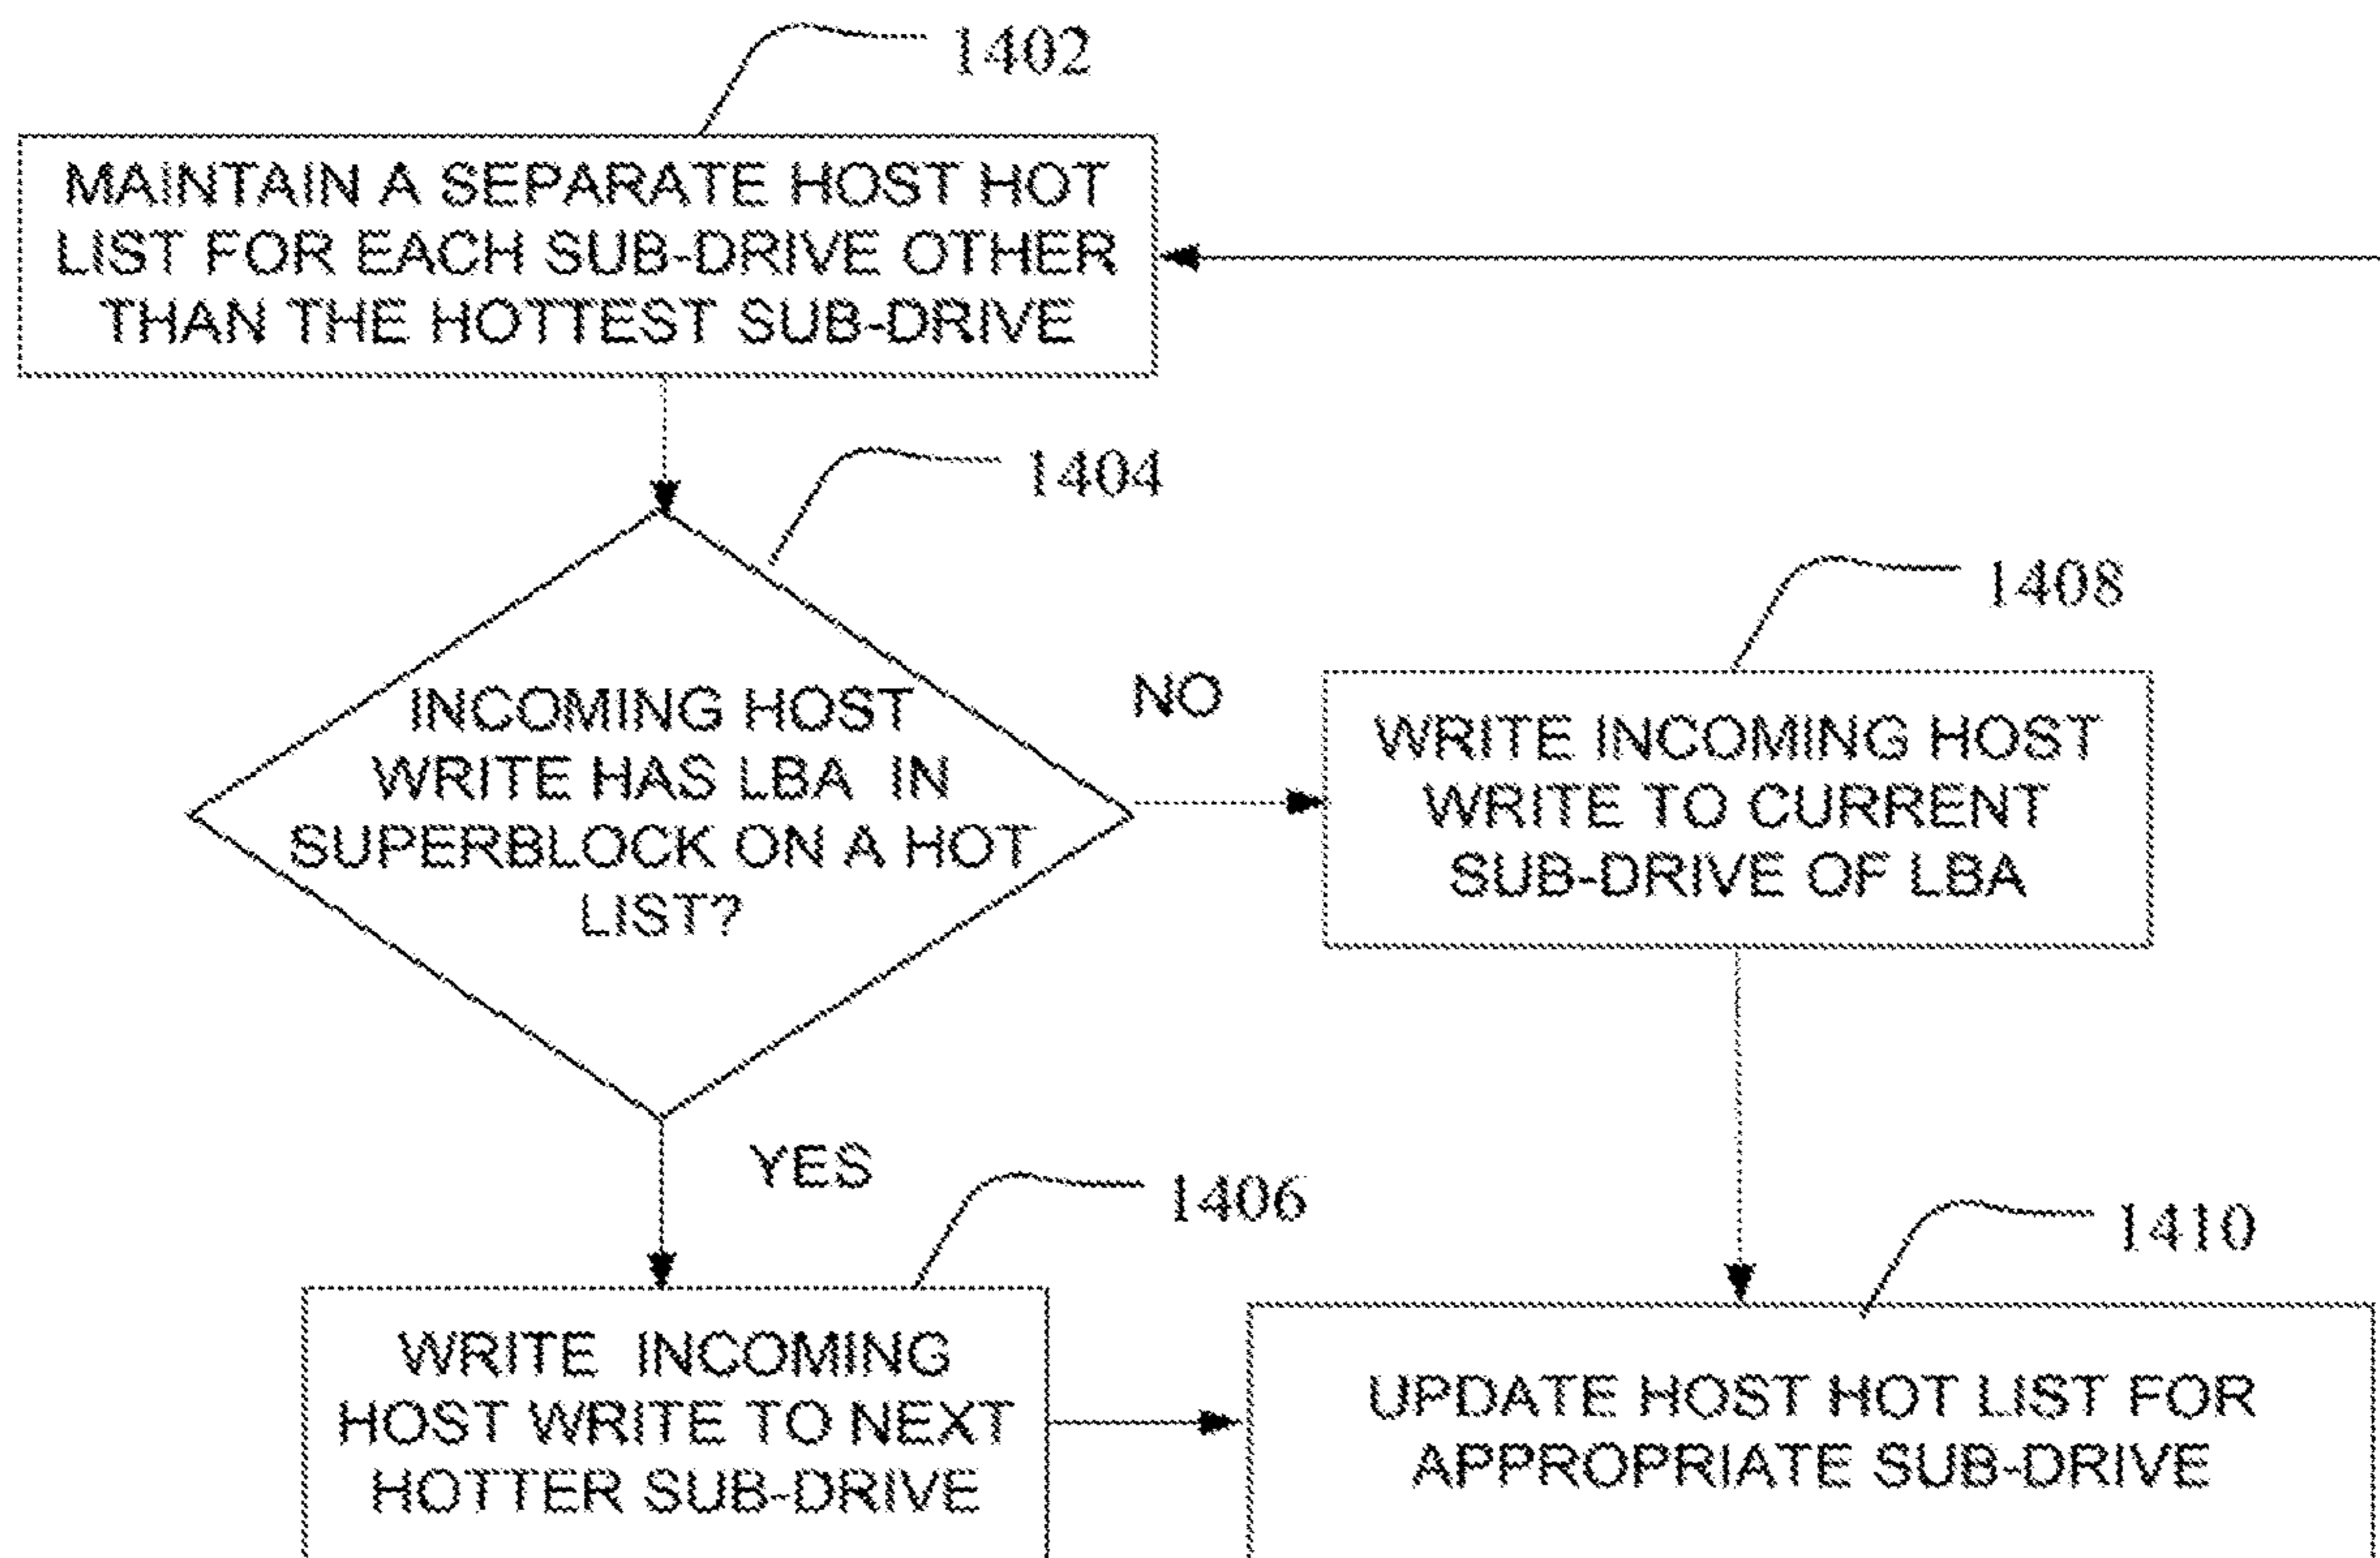 1402
MAINTAIN A SEPARATE HOST HOT
LIST FOR EACH SUB-DRIVE OTHER
THAN THE HOTTEST SUB-DRIVE
1404
INCOMING HOST
WRITE HAS LBA IN
SUPERBLOCK ON A HOT
LIST?
NO
1408
WRITE INCOMING HOST
WRITE TO CURRENT
SUB-DRIVE OF LBA
YES
1406
WRITE INCOMING
HOST WRITE TO NEXT
HOTTER SUB-DRIVE
1410
UPDATE HOST HOT LIST FOR
APPROPRIATE SUB-DRIVE